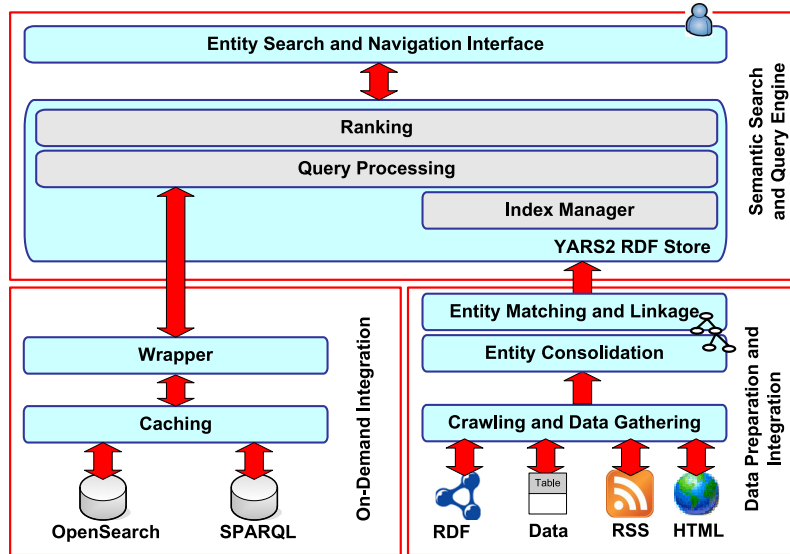 Entity Search and Navigation Interface
Ranking
Query Processing
Index Manager
YARS2 RDF Store
Semantic Search
and Query Engine
Wrapper
Caching
OpenSearch
SPARQL
On-Demand Integration
Entity Matching and Linkage
Entity Consolidation
Crawling and Data Gathering
Table
RDF
Data
RSS
HTML
Data Preparation and
Integration